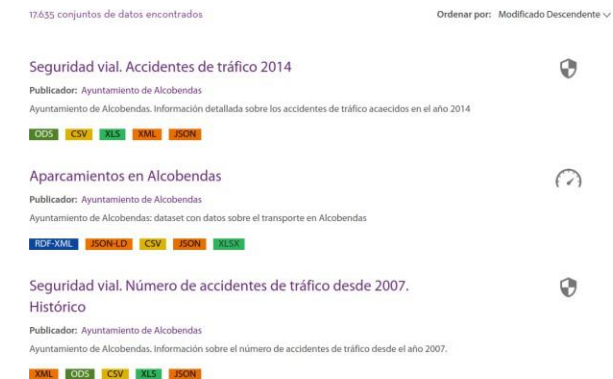 17.635 conjuntos de datos encontrados
Ordenar por: Modificado Descendente
Seguridad vial. Accidentes de tráfico 2014
Publicador: Ayuntamiento de Alcobendas
Ayuntamiento de Alcobendas. Información detallada sobre los accidentes de tráfico acaecidos en el año 2014
ODS CSV XLS XML JSON
Aparcamientos en Alcobendas
Publicador: Ayuntamiento de Alcobendas
Ayuntamiento de Alcobendas: dataset con datos sobre el transporte en Alcobendas
RDF-XML JSON-LD CSV JSON XLSX
Seguridad vial. Número de accidentes de tráfico desde 2007.
Histórico
Publicador: Ayuntamiento de Alcobendas
Ayuntamiento de Alcobendas. Información sobre el número de accidentes de tráfico desde el año 2007.
XML ODS CSV XLS JSON